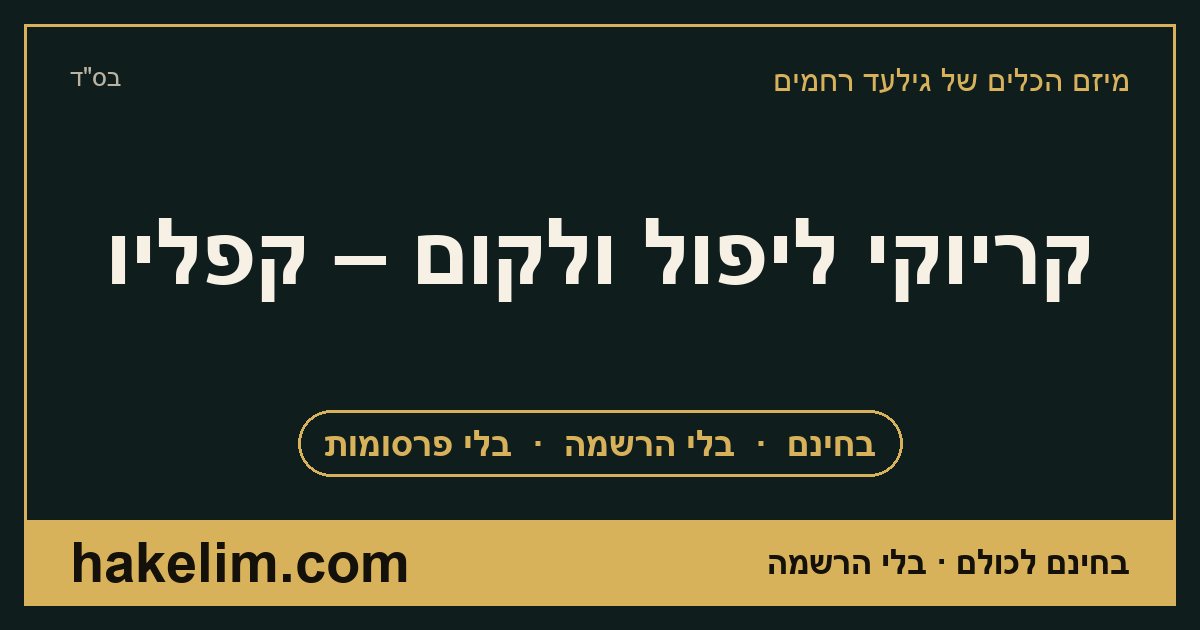 מיזם הכלים של גילעד רחמים
בס"ד
קריוקי ליפול ולקום – קפליו
בחינם · בלי הרשמה · בלי פרסומות
בחינם לכולם · בלי הרשמה
hakelim.com